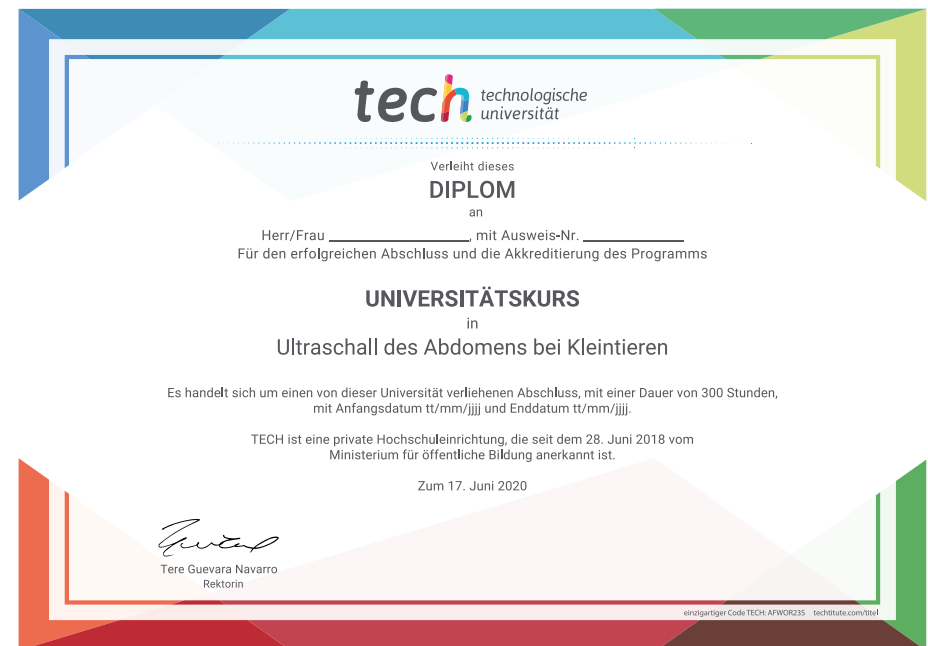 tech technologische
universität
Verleiht dieses
DIPLOM
an
Herr/Frau ____________________, mit Ausweis-Nr. ______________
Für den erfolgreichen Abschluss und die Akkreditierung des Programms
UNIVERSITÄTSKURS
in
Ultraschall des Abdomens bei Kleintieren
Es handelt sich um einen von dieser Universität verliehenen Abschluss, mit einer Dauer von 300 Stunden,
mit Anfangsdatum tt/mm/jjjj und Enddatum tt/mm/jjjj.
TECH ist eine private Hochschuleinrichtung, die seit dem 28. Juni 2018 vom
Ministerium für öffentliche Bildung anerkannt ist.
Zum 17. Juni 2020
Tere Guevara Navarro
Rektorin
einzigartiger Code TECH: AFWOR23S techtitute.com/titel